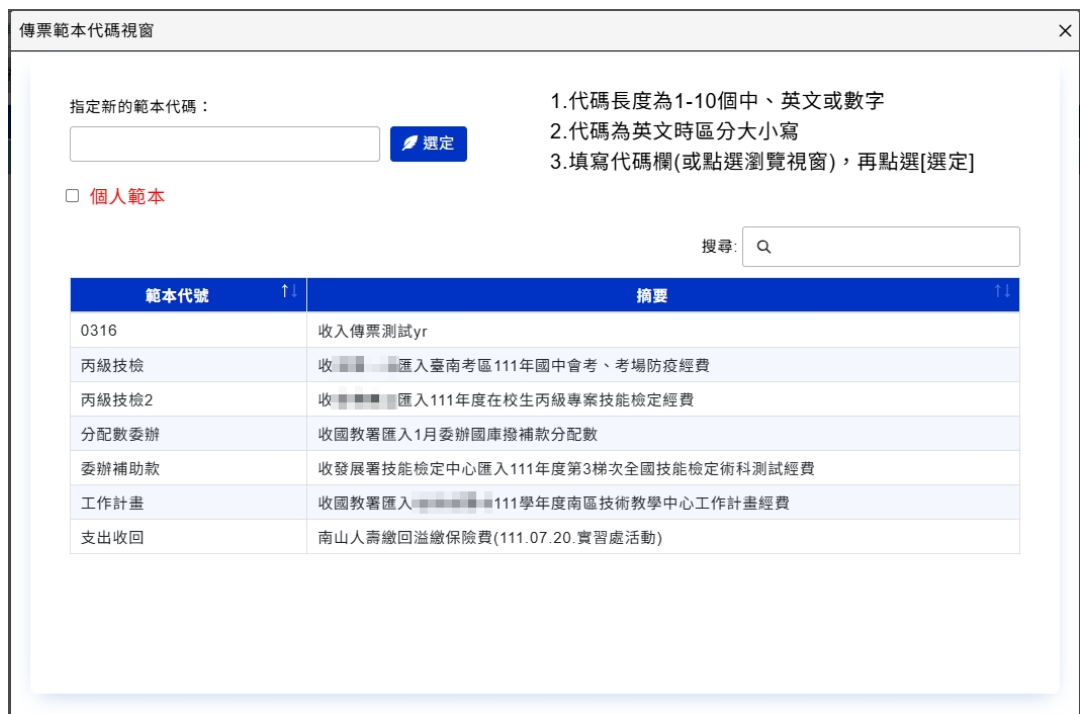 傳票範本代碼視窗
指定新的範本代碼：
選定
1.代碼長度為1-10個中、英文或數字
2.代碼為英文時區分大小寫
3.填寫代碼欄(或點選瀏覽視窗)，再點選[選定]
個人範本
搜尋:
範本代號 摘要
0316 收入傳票測試yr
丙級技檢 收 匯入臺南考區111年國中會考、考場防疫經費
丙級技檢2 收 匯入111年度在校生丙級專案技能檢定經費
分配數委辦 收國教署匯入1月委辦國庫撥補款分配數
委辦補助款 收發展署技能檢定中心匯入111年度第3梯次全國技能檢定術科測試經費
工作計畫 收國教署匯入 111學年度南區技術教學中心工作計畫經費
支出收回 南山人壽繳回溢繳保險費(111.07.20.實習處活動)